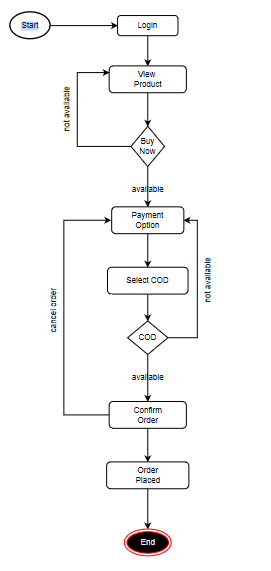 Start
Login
View
Product
not available
Buy
Now
available
Payment
Option
Select COD
not available
cancel order
COD
available
Confirm
Order
Order
Placed
End